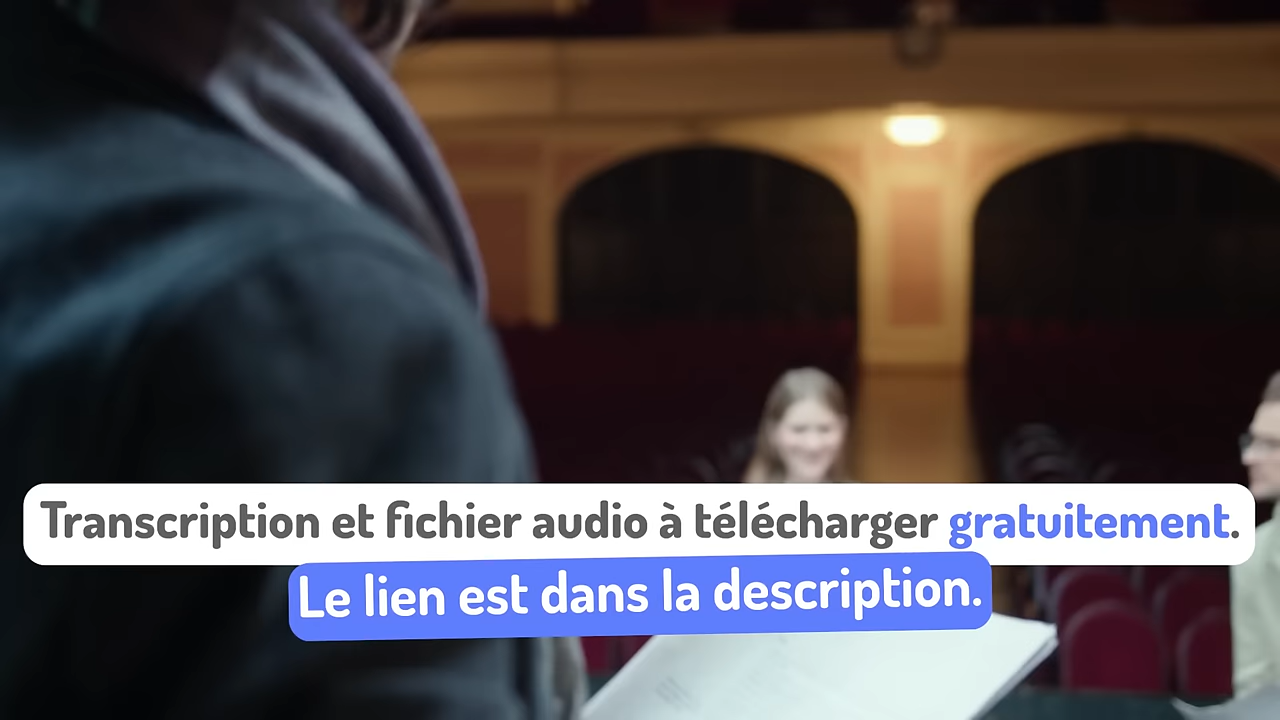 Transcription et fichier audio à télécharger gratuitement.
Le lien est dans la description.